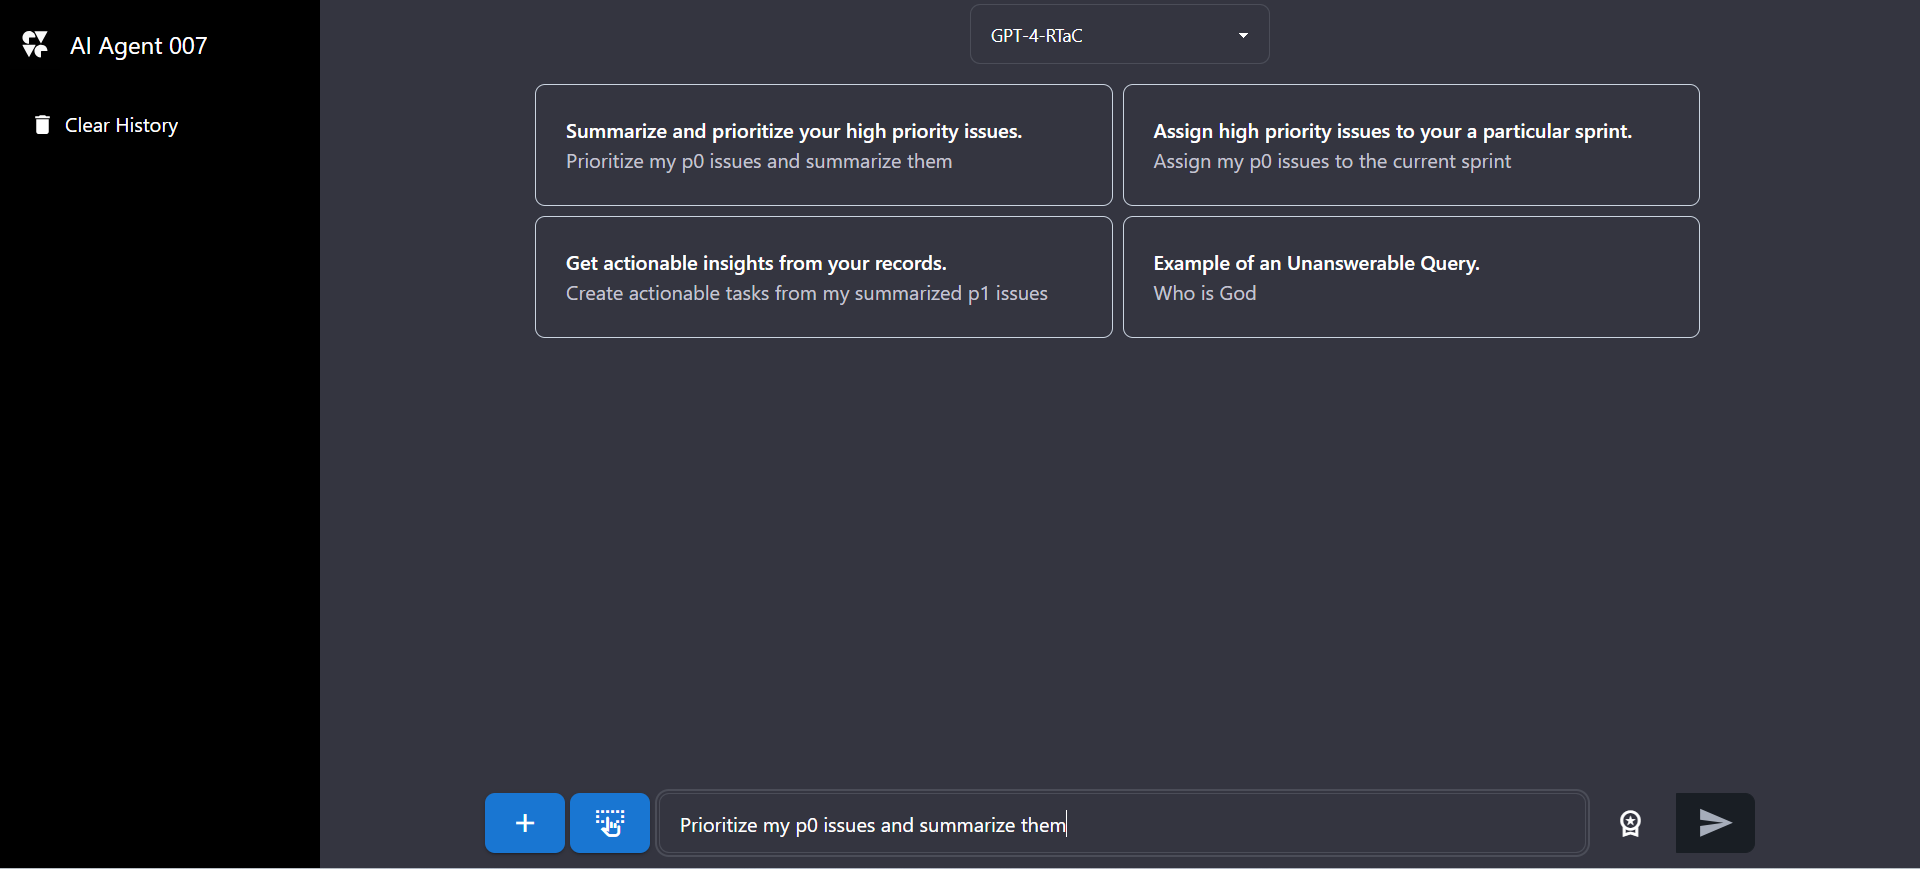 AI Agent 007
Clear History
GPT-4-RTaC
Summarize and prioritize your high priority issues.
Prioritize my p0 issues and summarize them
Assign high priority issues to your a particular sprint.
Assign my p0 issues to the current sprint
Get actionable insights from your records.
Create actionable tasks from my summarized p1 issues
Example of an Unanswerable Query.
Who is God
Prioritize my p0 issues and summarize them